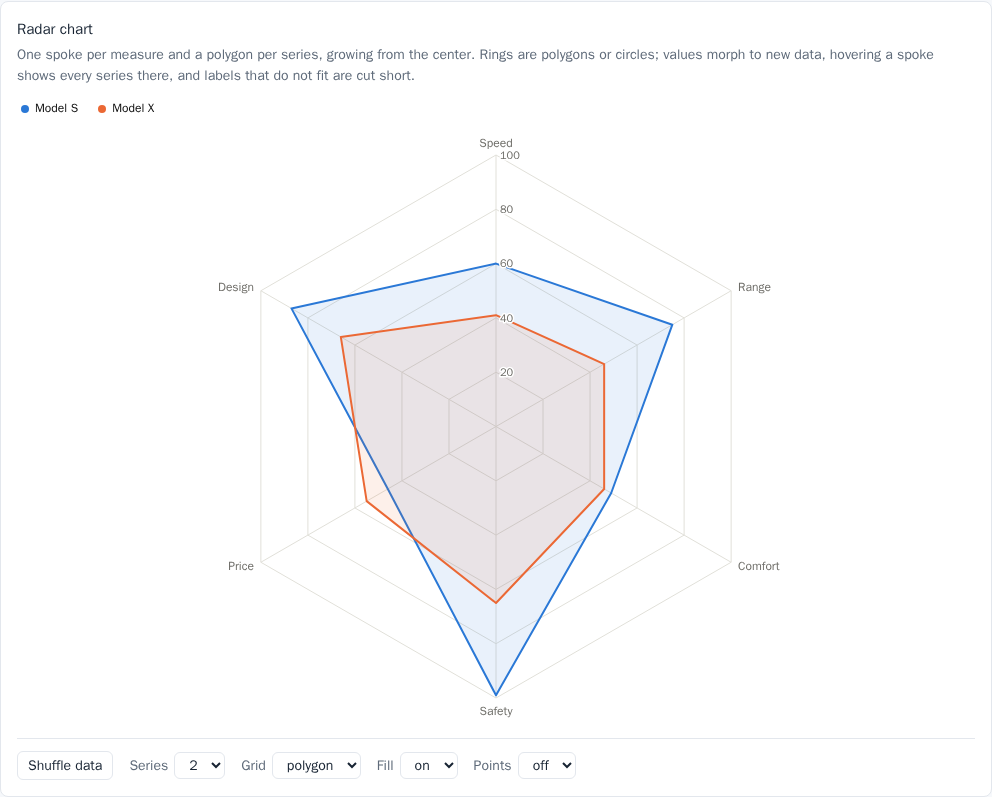 Radar chart
One spoke per measure and a polygon per series, growing from the center. Rings are polygons or circles; values morph to new data, hovering a spoke
shows every series there, and labels that do not fit are cut short.
Model S Model X
Speed
100
80
60
40
20
Design
Range
Price
Comfort
Safety
Shuffle data Series 2 Grid polygon Fill on Points off